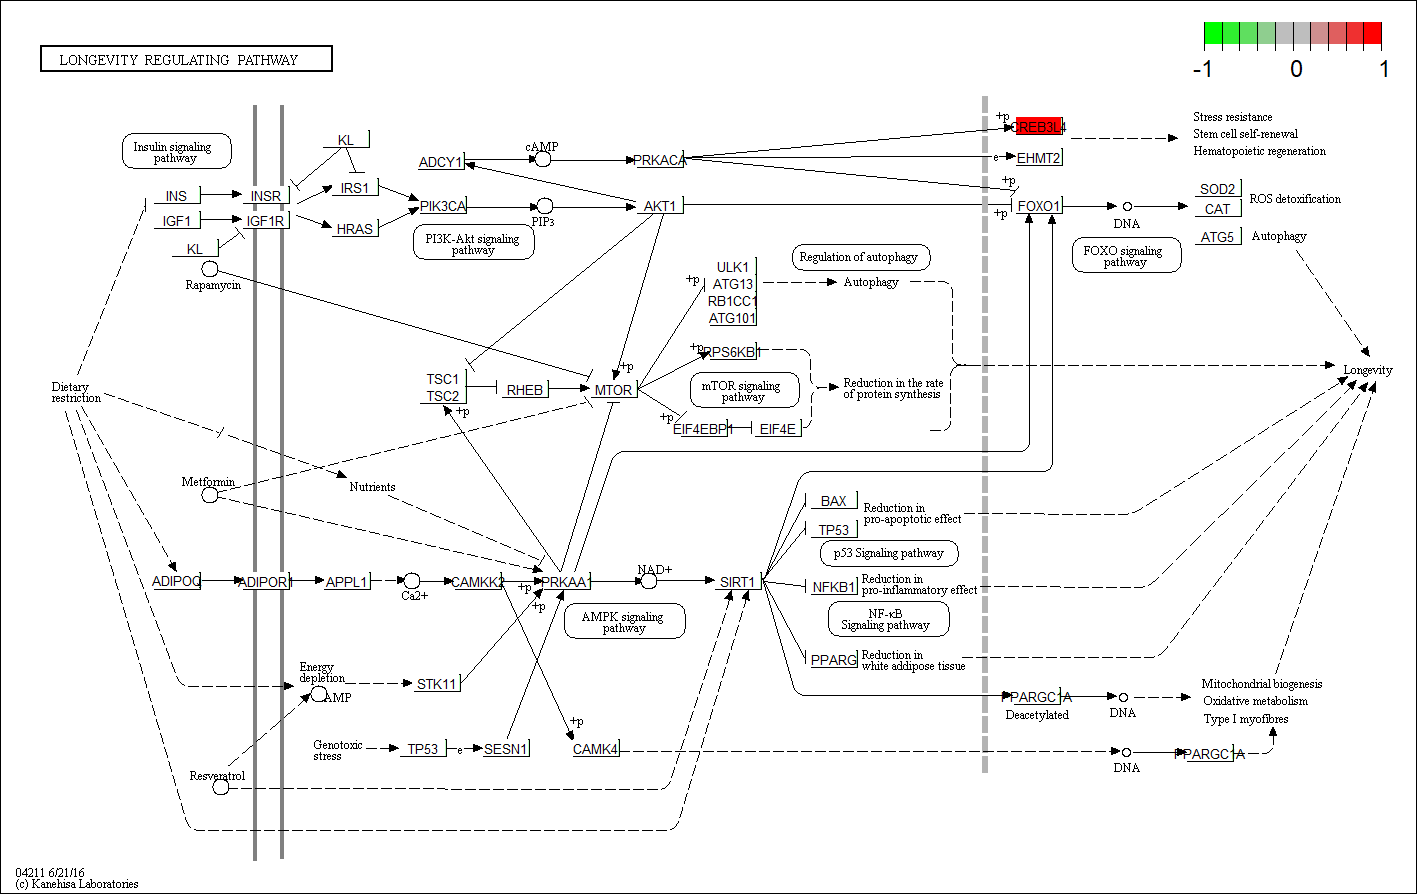 LONGEVITY REGULATING PATHWAY
-1 0 1
Insulin signaling
pathway
KL
INS
INSR
IRS1
IGF1
IGF1R
HRAS
KL
Rapamycin
ADCY1
cAMP
PRKACA
PIK3CA
PIP3
AKT1
PI3K-Akt signaling
pathway
+p
CREB3L4
e
EHMT2
+p
+p
FOXO1
DNA
Stress resistance
Stem cell self-renewal
Hematopoietic regeneration
SOD2
CAT
ROS detoxification
ATG5
Autophagy
FOXO signaling
pathway
Regulation of autophagy
ULK1
ATG13
RB1CC1
ATG101
+p
Autophagy
TSC1
TSC2
+p
RHEB
+p
MTOR
+p
RPS6KB1
mTOR signaling
pathway
Reduction in the rate
of protein synthesis
+p
EIF4EBP1
EIF4E
Longevity
Dietary
restriction
Metformin
Nutrients
ADIPOQ
ADIPOR1
APPL1
Ca2+
CAMKK2
+p
+p
PRKAA1
NAD+
SIRT1
AMPK signaling
pathway
BAX
Reduction in
pro-apoptotic effect
TP53
p53 Signaling pathway
NFKB1
Reduction in
pro-inflammatory effect
NF-κB
Signaling pathway
PPARG
Reduction in
white addipose tissue
Energy
depletion
AMP
STK11
PPARGC1A
Deacetylated
DNA
Mitochondrial biogenesis
Oxidative metabolism
Type I myofibres
Genotoxic
stress
TP53
e
SESN1
+p
CAMK4
DNA
PPARGC1A
Resveratrol
04211 6/21/16
(c) Kanehisa Laboratories